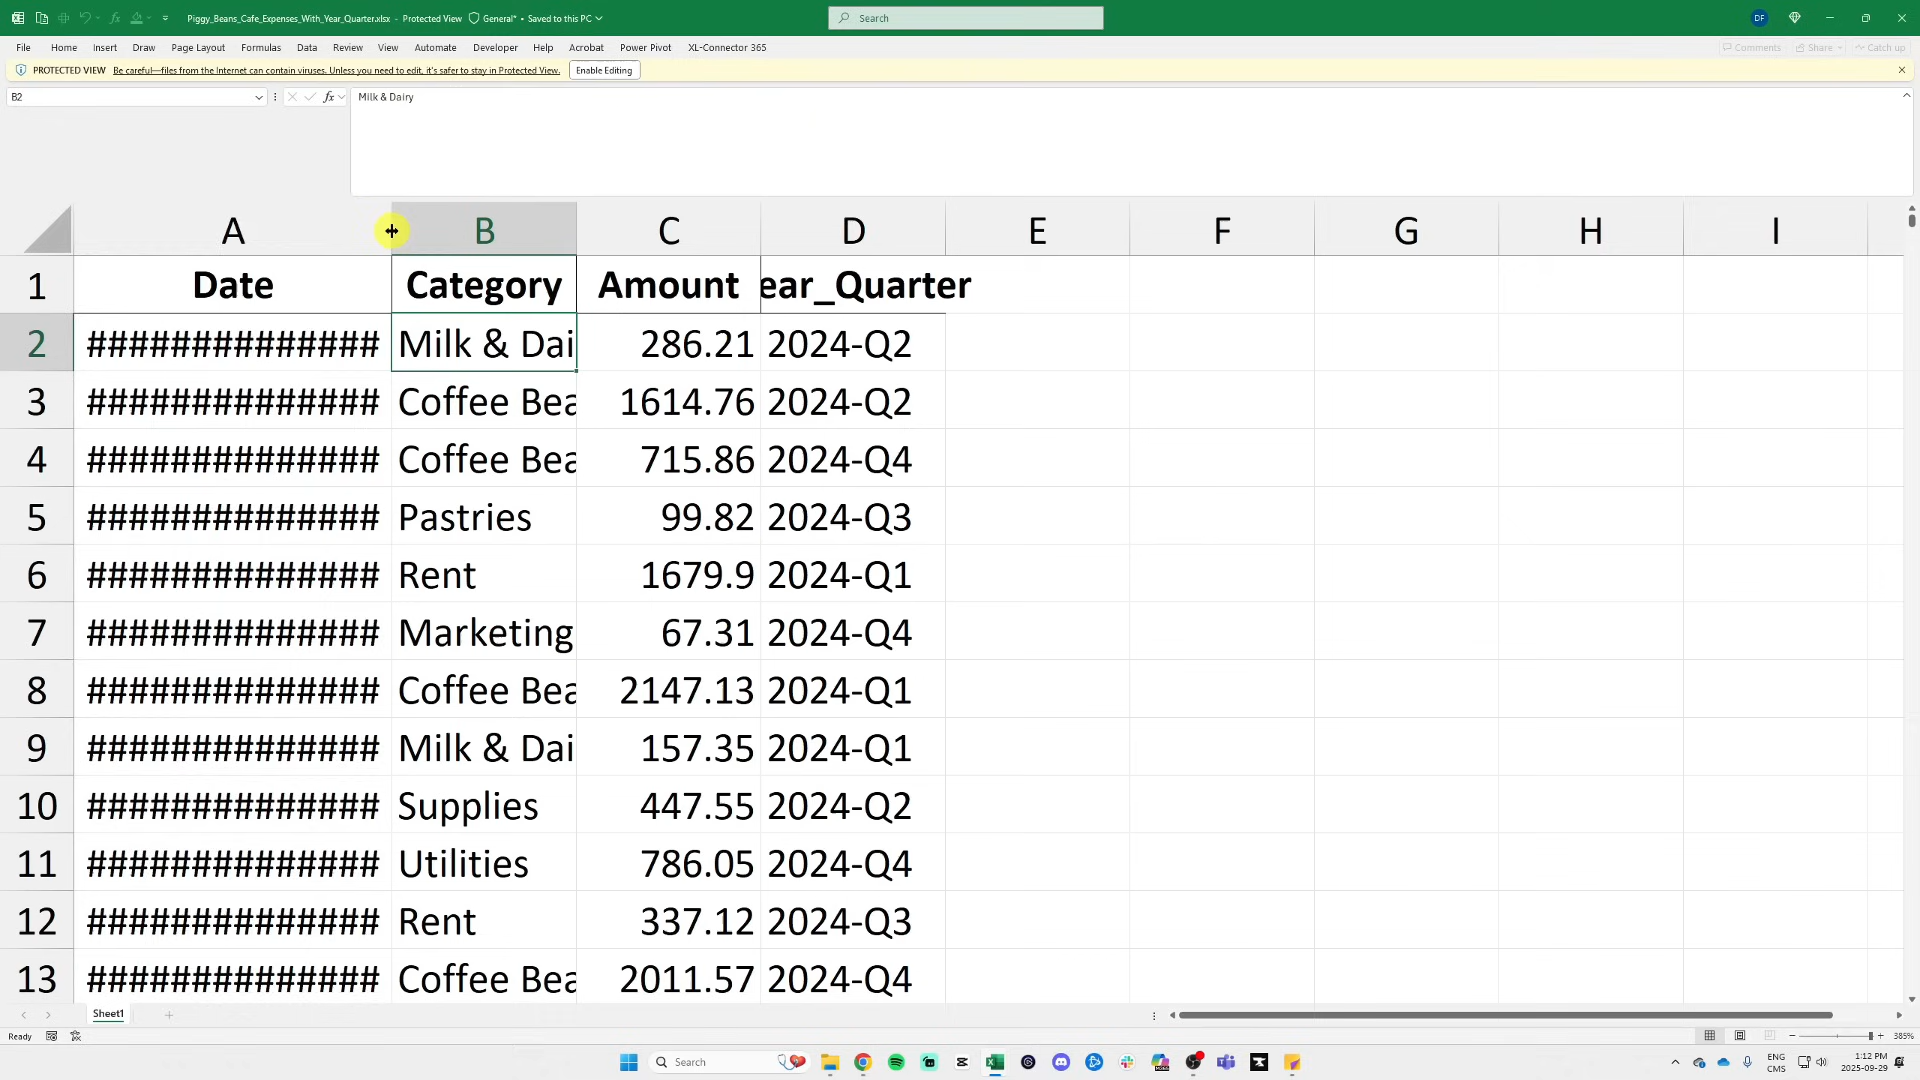 Piggy_Beans_Cafe_Expenses_With_Year_Quarter.xlsx - Protected View General* • Saved to this PC
Search
DF
File Home Insert Draw Page Layout Formulas Data Review View Automate Developer Help Acrobat Power Pivot XL-Connector 365
Comments Share Catch up
PROTECTED VIEW Be careful—files from the Internet can contain viruses. Unless you need to edit, it's safer to stay in Protected View. Enable Editing
B2 fx Milk & Dairy
A B C D E F G H I
1 Date Category Amount ear_Quarter
2 ############## Milk & Dai 286.21 2024-Q2
3 ############## Coffee Bea 1614.76 2024-Q2
4 ############## Coffee Bea 715.86 2024-Q4
5 ############## Pastries 99.82 2024-Q3
6 ############## Rent 1679.9 2024-Q1
7 ############## Marketing 67.31 2024-Q4
8 ############## Coffee Bea 2147.13 2024-Q1
9 ############## Milk & Dai 157.35 2024-Q1
10 ############## Supplies 447.55 2024-Q2
11 ############## Utilities 786.05 2024-Q4
12 ############## Rent 337.12 2024-Q3
13 ############## Coffee Bea 2011.57 2024-Q4
Sheet1
Ready
385%
Search
ENG
CMS
1:12 PM
2025-09-29